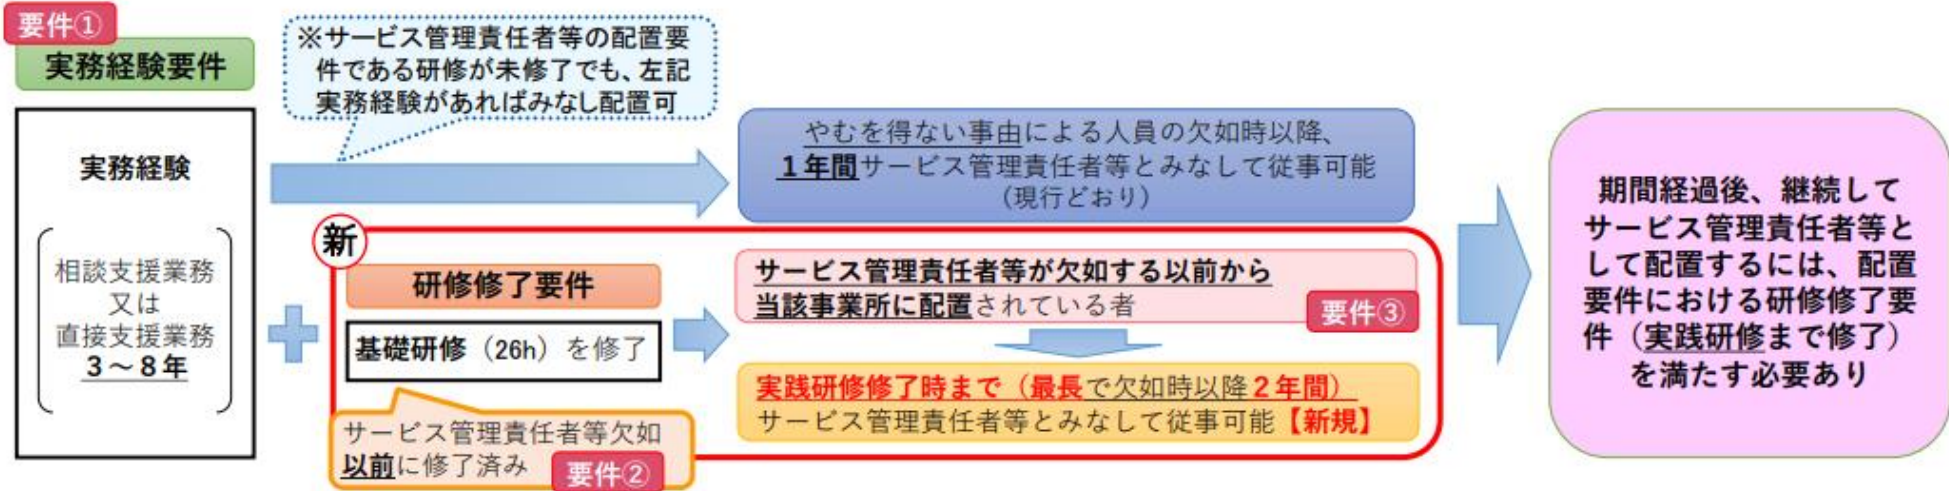 要件①
実務経験要件
実務経験
相談支援業務
又は
直接支援業務
３～８年
※サービス管理責任者等の配置要
件である研修が未修了でも、左記
実務経験があればみなし配置可
やむを得ない事由による人員の欠如時以降、
１年間サービス管理責任者等とみなして従事可能
（現行どおり）
新
研修修了要件
基礎研修（26h）を修了
サービス管理責任者等欠如
以前に修了済み
要件②
サービス管理責任者等が欠如する以前から
当該事業所に配置されている者
要件③
実践研修修了時まで（最長で欠如時以降２年間）
サービス管理責任者等とみなして従事可能【新規】
期間経過後、継続して
サービス管理責任者等と
して配置するには、配置
要件における研修修了要
件（実践研修まで修了）
を満たす必要あり